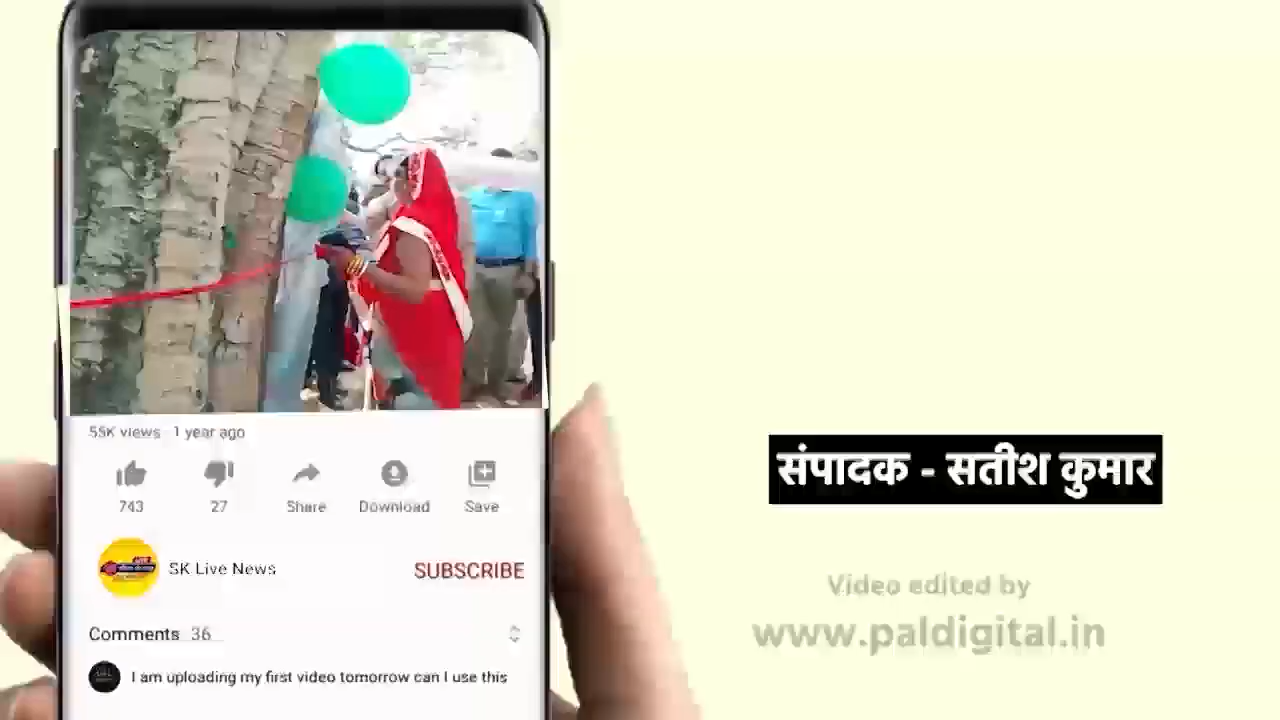 55K views 1 year ago
743 27 Share Download Save
SK Live News SUBSCRIBE
Comments 36
I am uploading my first video tomorrow can I use this
संपादक - सतीश कुमार
Video edited by
www.paldigital.in